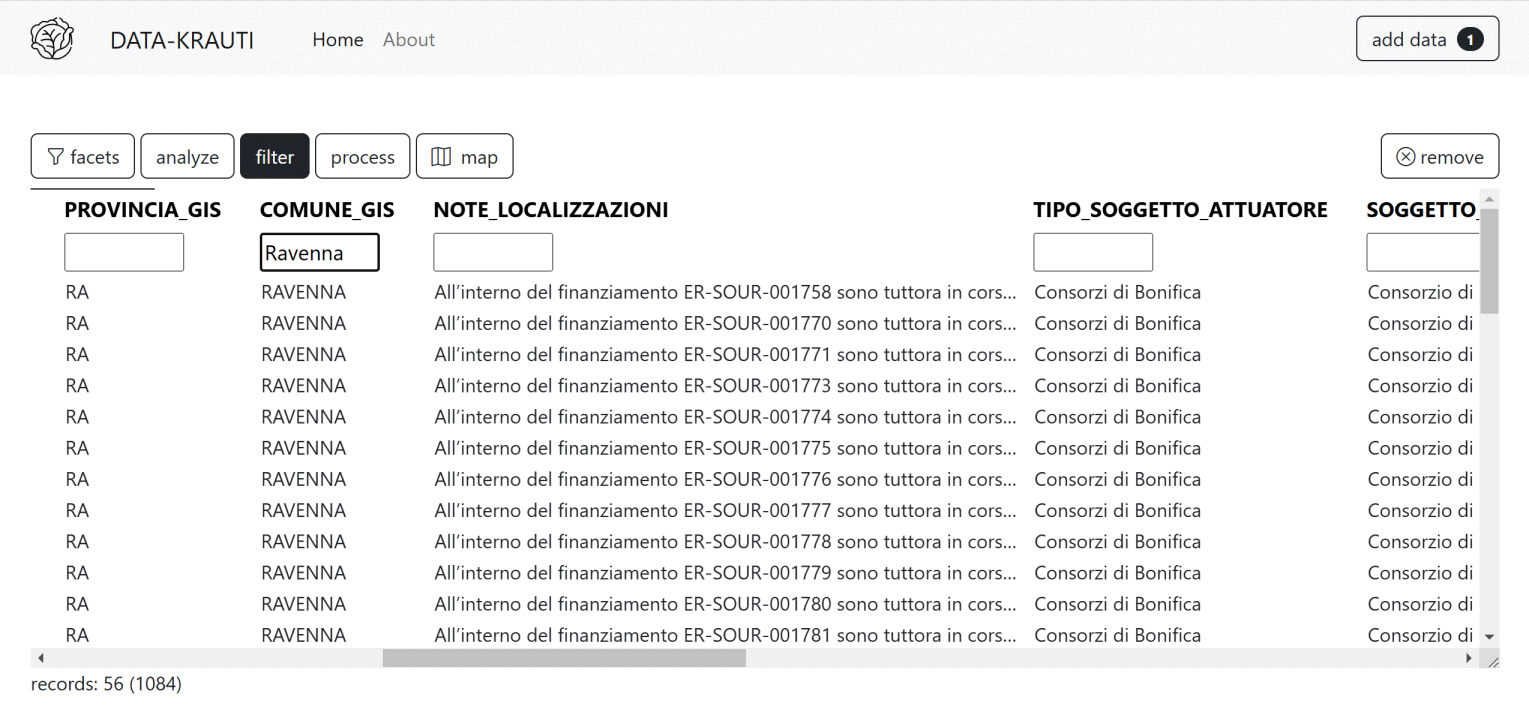 DATA-KRAUTI Home About add data 1
facets analyze filter process map remove
PROVINCIA_GIS COMUNE_GIS NOTE_LOCALIZZAZIONI TIPO_SOGGETTO_ATTUATORE SOGGETTO_
Ravenna
RA RAVENNA All’interno del finanziamento ER-SOUR-001758 sono tuttora in cors... Consorzi di Bonifica Consorzio di
RA RAVENNA All’interno del finanziamento ER-SOUR-001770 sono tuttora in cors... Consorzi di Bonifica Consorzio di
RA RAVENNA All’interno del finanziamento ER-SOUR-001771 sono tuttora in cors... Consorzi di Bonifica Consorzio di
RA RAVENNA All’interno del finanziamento ER-SOUR-001773 sono tuttora in cors... Consorzi di Bonifica Consorzio di
RA RAVENNA All’interno del finanziamento ER-SOUR-001774 sono tuttora in cors... Consorzi di Bonifica Consorzio di
RA RAVENNA All’interno del finanziamento ER-SOUR-001775 sono tuttora in cors... Consorzi di Bonifica Consorzio di
RA RAVENNA All’interno del finanziamento ER-SOUR-001776 sono tuttora in cors... Consorzi di Bonifica Consorzio di
RA RAVENNA All’interno del finanziamento ER-SOUR-001777 sono tuttora in cors... Consorzi di Bonifica Consorzio di
RA RAVENNA All’interno del finanziamento ER-SOUR-001778 sono tuttora in cors... Consorzi di Bonifica Consorzio di
RA RAVENNA All’interno del finanziamento ER-SOUR-001779 sono tuttora in cors... Consorzi di Bonifica Consorzio di
RA RAVENNA All’interno del finanziamento ER-SOUR-001780 sono tuttora in cors... Consorzi di Bonifica Consorzio di
RA RAVENNA All’interno del finanziamento ER-SOUR-001781 sono tuttora in cors... Consorzi di Bonifica Consorzio di
records: 56 (1084)